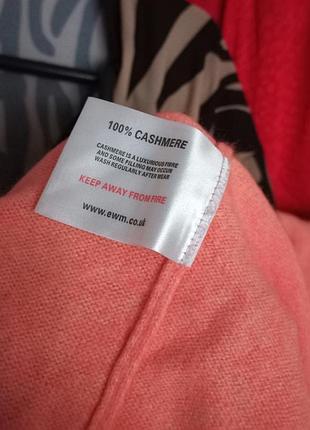 100% CASHMERE
CASHMERE IS A LUXURIOUS FIBRE
AND SOME PILLING MAY OCCUR
WASH REGULARLY AFTER WEAR
KEEP AWAY FROM FIRE
www.ewm.co.uk